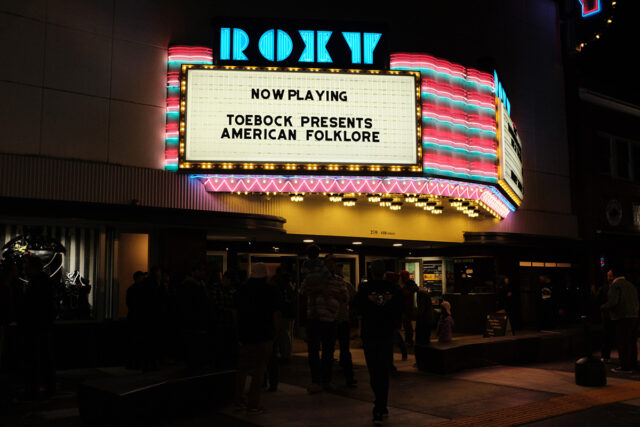 ROXY
NOW PLAYING
TOEBOCK PRESENTS
AMERICAN FOLKLORE